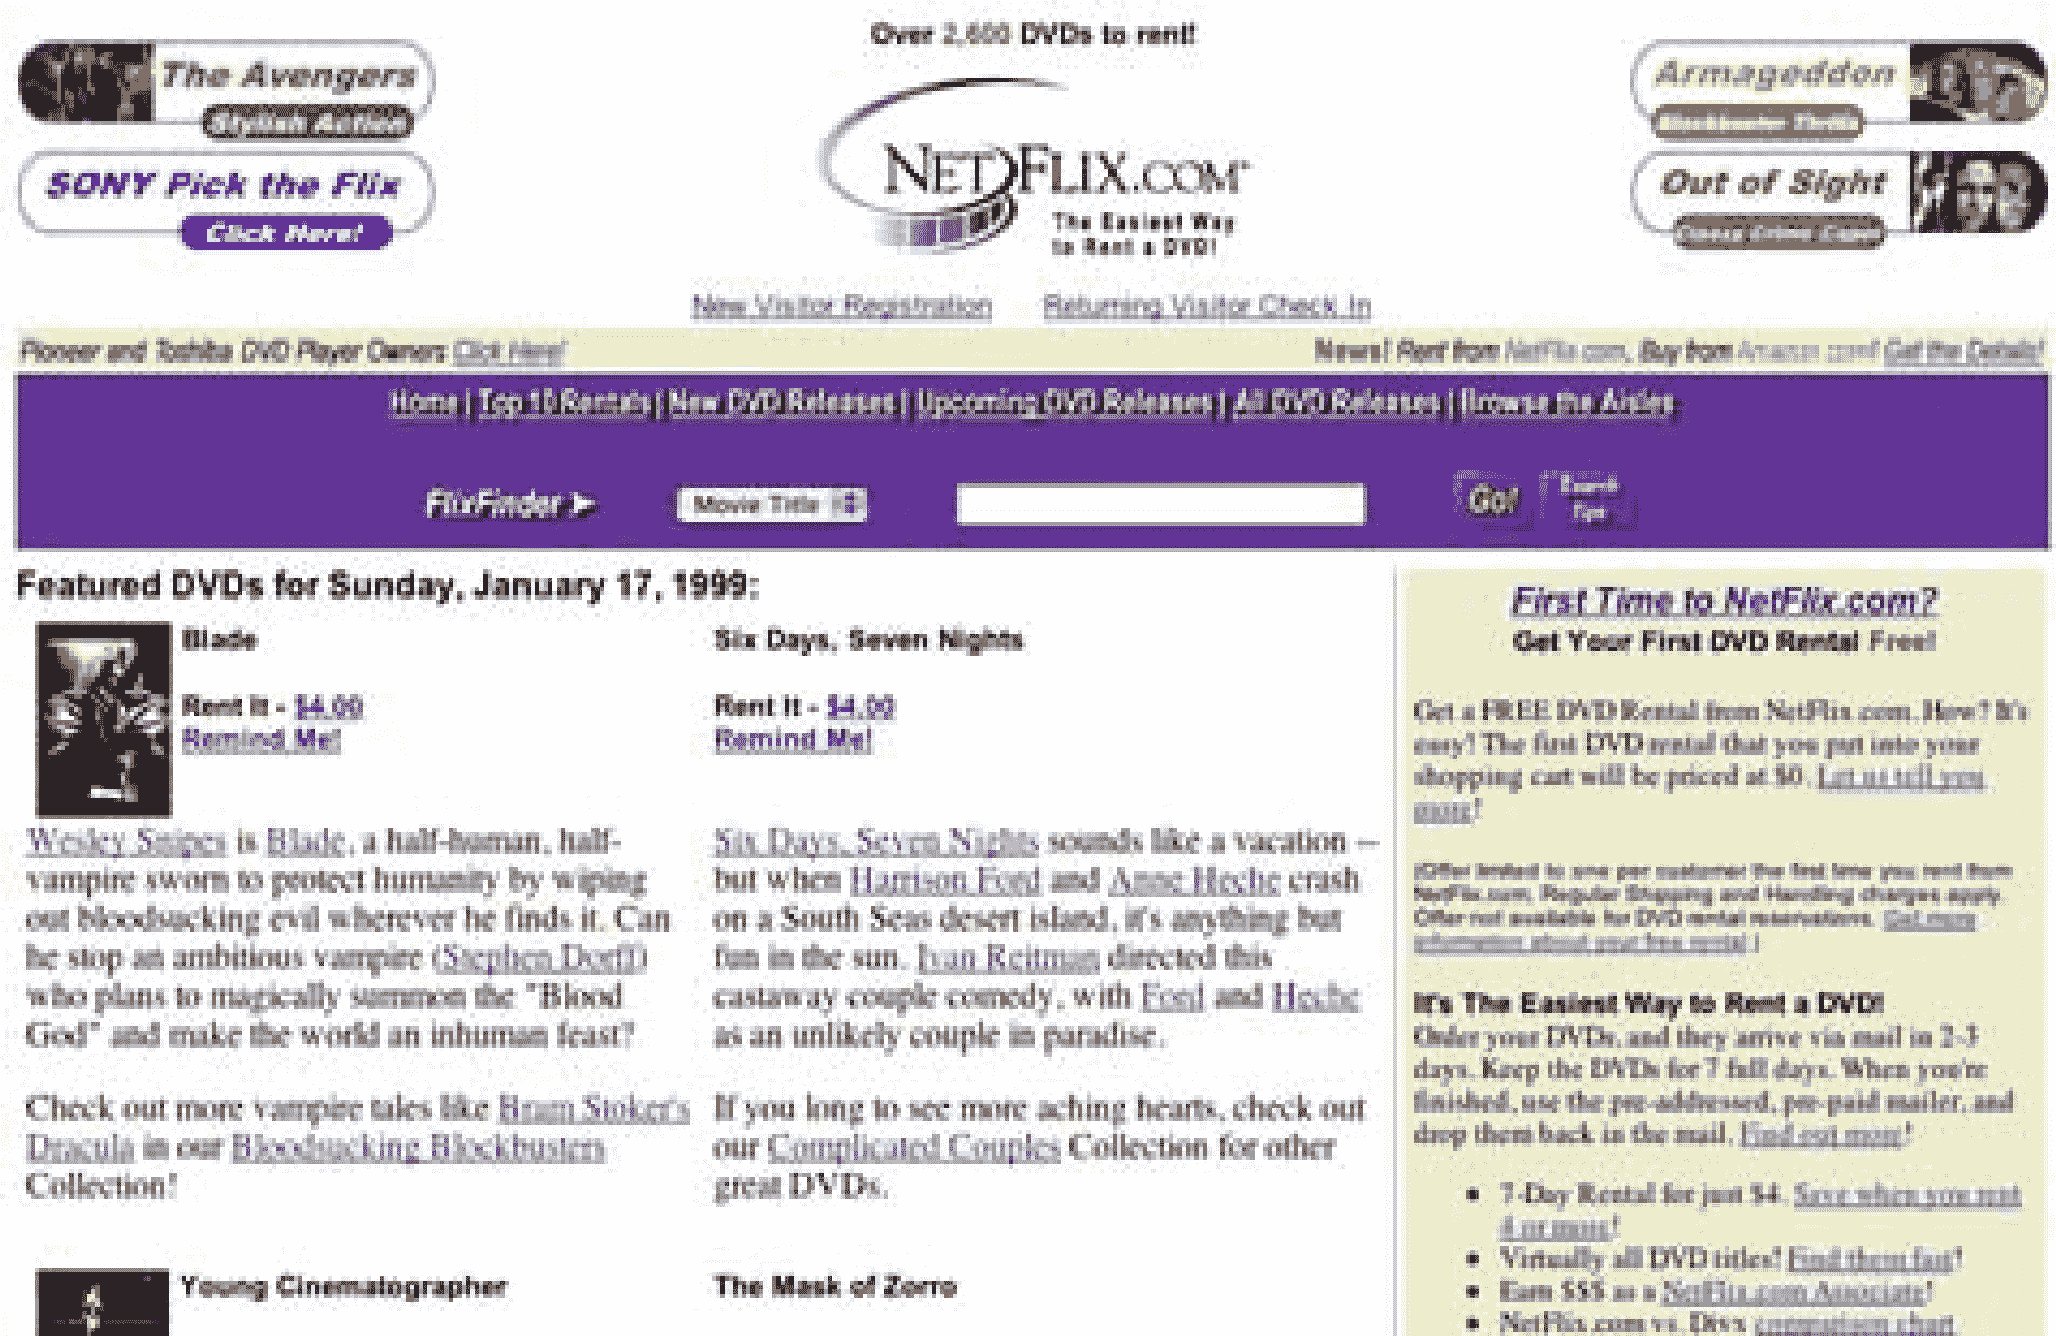 Over 2,600 DVDs to rent!
The Avengers
Stylish Action
SONY Pick the Flix
Click Here!
NETFLIX.COM
The Easiest Way
to Rent a DVD!
Armageddon
Out of Sight
New Visitor Registration Returning Visitor Check In
Pioneer and Toshiba DVD Player Owners Click Here!
News! Rent from NetFlix.com, Buy from Amazon.com! Get the Details!
Home | Top 10 Rentals | New DVD Releases | Upcoming DVD Releases | All DVD Releases | Browse the Aisles
FlixFinder Movie Title Go! Search
Tips
Featured DVDs for Sunday, January 17, 1999:
Blade
Rent It - $4.00
Remind Me!
Wesley Snipes is Blade, a half-human, half-
vampire sworn to protect humanity by wiping
out bloodsucking evil wherever he finds it. Can
he stop an ambitious vampire (Stephen Dorff)
who plans to magically summon the "Blood
God" and make the world an inhuman feast?
Check out more vampire tales like Bram Stoker's
Dracula in our Bloodsucking Blockbusters
Collection!
Six Days, Seven Nights
Rent It - $4.00
Remind Me!
Six Days, Seven Nights sounds like a vacation --
but when Harrison Ford and Anne Heche crash
on a South Seas desert island, it's anything but
fun in the sun. Ivan Reitman directed this
castaway couple comedy, with Ford and Heche
as an unlikely couple in paradise.
If you long to see more aching hearts, check out
our Complicated Couples Collection for other
great DVDs.
Young Cinematographer
The Mask of Zorro
First Time to NetFlix.com?
Get Your First DVD Rental Free!
Get a FREE DVD Rental from NetFlix.com. How? It's
easy! The first DVD rental that you put into your
shopping cart will be priced at $0. Let us tell you
more!
(Offer limited to one per customer the first time you rent from
NetFlix.com. Regular Shipping and Handling charges apply.
Offer not available for DVD rental reservations. Get more
information about your free rental.)
It's The Easiest Way to Rent a DVD!
Order your DVDs, and they arrive via mail in 2-3
days. Keep the DVDs for 7 full days. When you're
finished, use the pre-addressed, pre-paid mailer, and
drop them back in the mail. Find out more!
7-Day Rental for just $4. Save when you rent
4 or more!
Virtually all DVD titles! Find them fast!
Earn $$$ as a NetFlix.com Associate!
NetFlix.com vs. Divx comparison chart